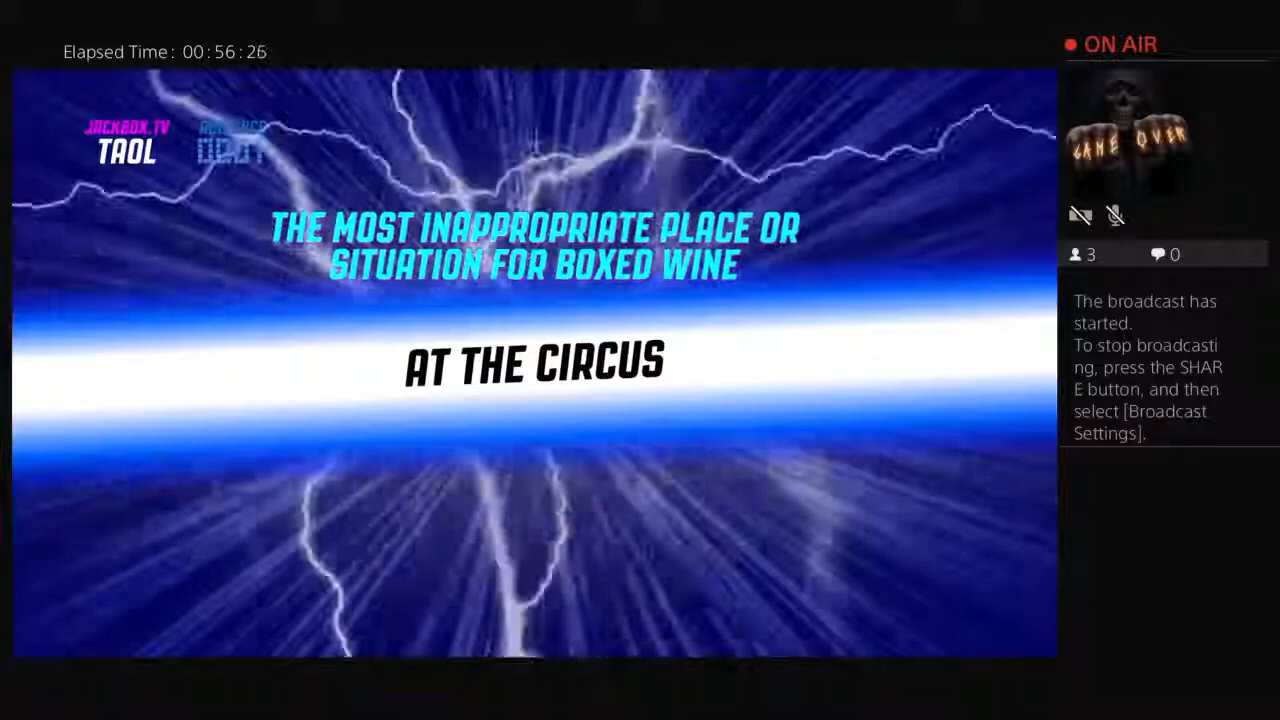 Elapsed Time: 00:56:26
ON AIR
JACKBOX.TV
TAOL
GAME OVER
3
0
THE MOST INAPPROPRIATE PLACE OR
SITUATION FOR BOXED WINE
AT THE CIRCUS
The broadcast has
started.
To stop broadcasti
ng, press the SHAR
E button, and then
select [Broadcast
Settings].